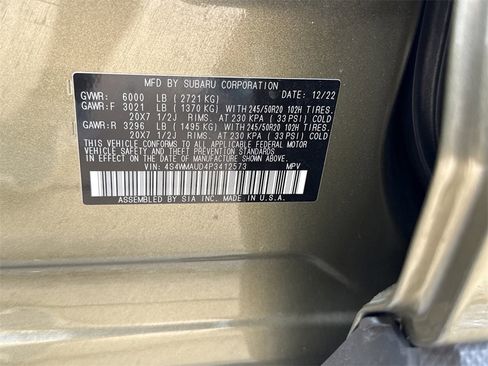 MFD BY SUBARU CORPORATION
GVWR: 6000 LB (2721 KG) DATE: 12/22
GAWR: F 3021 LB (1370 KG) WITH 245/50R20 102H TIRES.
20X7 1/2J RIMS. AT 230 KPA (33 PSI) COLD
GAWR: R 3296 LB (1495 KG) WITH 245/50R20 102H TIRES.
20X7 1/2J RIMS. AT 230 KPA (33 PSI) COLD
THIS VEHICLE CONFORMS TO ALL APPLICABLE FEDERAL MOTOR
VEHICLE SAFETY AND BUMPER STANDARDS IN EFFECT ON
THE DATE OF MANUFACTURE SHOWN ABOVE.
VIN: 4S4WMAUD4P3412573 MPV
ASSEMBLED BY SIA INC. MADE IN U.S.A.